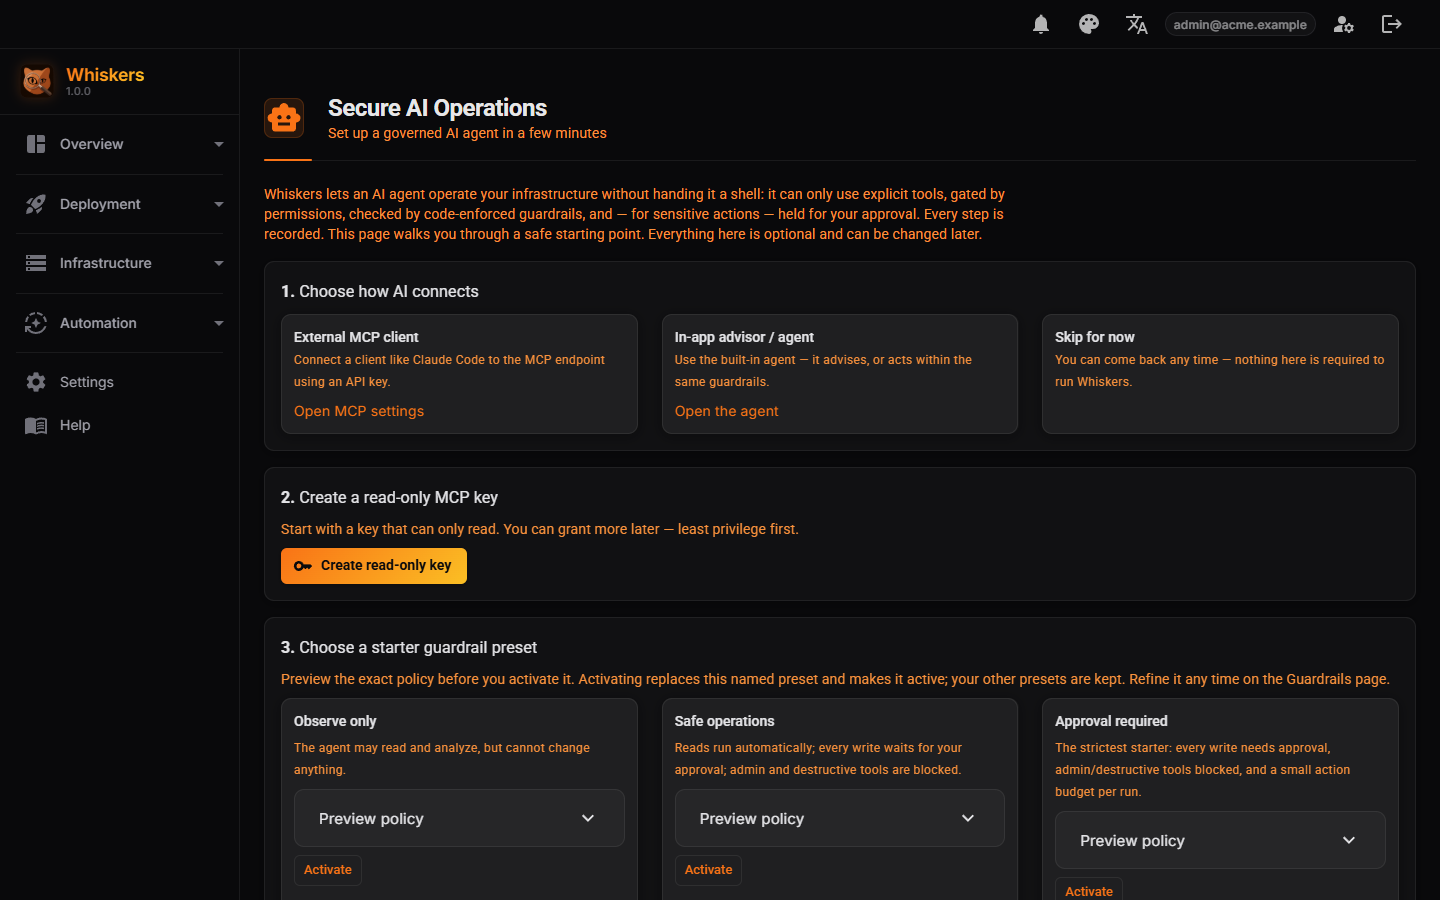 admin@acme.example
Whiskers
1.0.0
Overview
Deployment
Infrastructure
Automation
Settings
Help
Secure AI Operations
Set up a governed AI agent in a few minutes
Whiskers lets an AI agent operate your infrastructure without handing it a shell: it can only use explicit tools, gated by
permissions, checked by code-enforced guardrails, and — for sensitive actions — held for your approval. Every step is
recorded. This page walks you through a safe starting point. Everything here is optional and can be changed later.
1. Choose how AI connects
External MCP client
Connect a client like Claude Code to the MCP endpoint
using an API key.
Open MCP settings
In-app advisor / agent
Use the built-in agent — it advises, or acts within the
same guardrails.
Open the agent
Skip for now
You can come back any time — nothing here is required to
run Whiskers.
2. Create a read-only MCP key
Start with a key that can only read. You can grant more later — least privilege first.
Create read-only key
3. Choose a starter guardrail preset
Preview the exact policy before you activate it. Activating replaces this named preset and makes it active; your other presets are kept. Refine it any time on the Guardrails page.
Observe only
The agent may read and analyze, but cannot change
anything.
Preview policy
Activate
Safe operations
Reads run automatically; every write waits for your
approval; admin and destructive tools are blocked.
Preview policy
Activate
Approval required
The strictest starter: every write needs approval,
admin/destructive tools blocked, and a small action
budget per run.
Preview policy
Activate